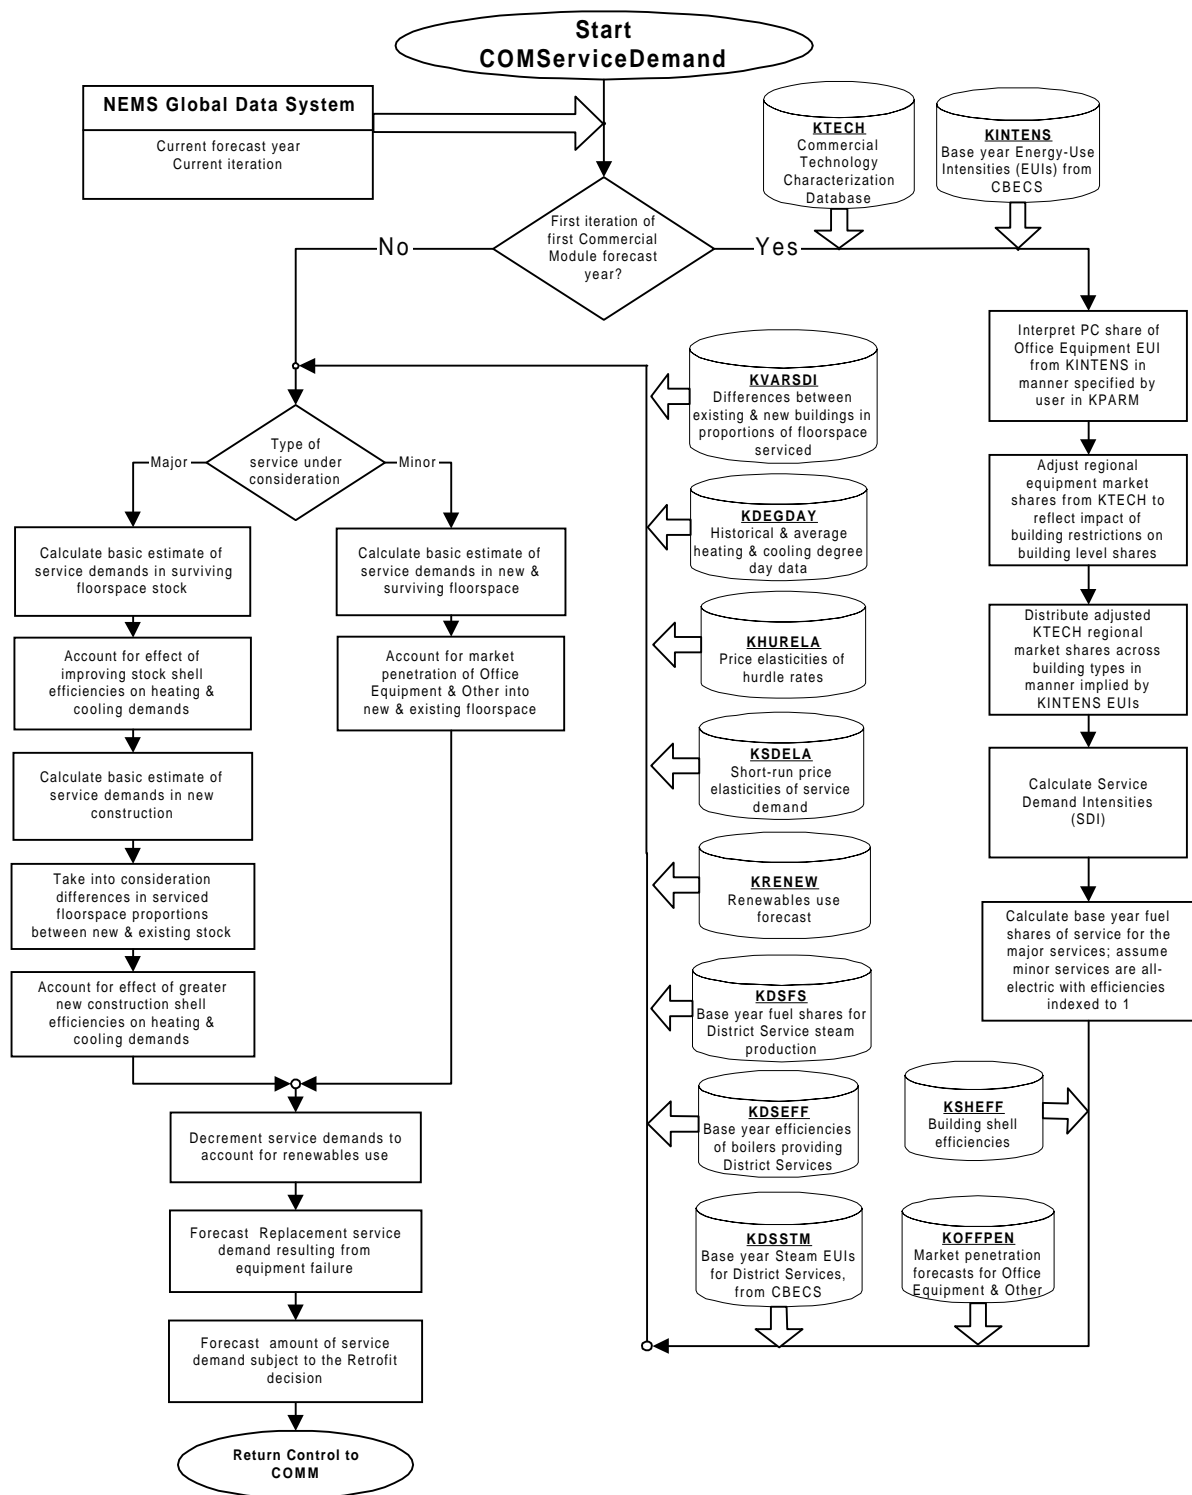 Start
COMServiceDemand
NEMS Global Data System
Current forecast year
Current iteration
KTECH
Commercial
Technology
Characterization
Database
KINTENS
Base year Energy-Use
Intensities (EUIs) from
CBECS
First iteration of
first Commercial
Module forecast
year?
No
Yes
Interpret PC share of
Office Equipment EUI
from KINTENS in
manner specified by
user in KPARM
Adjust regional
equipment market
shares from KTECH to
reflect impact of
building restrictions on
building level shares
Distribute adjusted
KTECH regional
market shares across
building types in
manner implied by
KINTENS EUIs
Calculate Service
Demand Intensities
(SDI)
Calculate base year fuel
shares of service for the
major services; assume
minor services are all-
electric with efficiencies
indexed to 1
KSHEFF
Building shell
efficiencies
KOFFPEN
Market penetration
forecasts for Office
Equipment & Other
KVARSDI
Differences between
existing & new buildings in
proportions of floorspace
serviced
KDEGDAY
Historical & average
heating & cooling degree
day data
KHURELA
Price elasticities of
hurdle rates
KSDELA
Short-run price
elasticities of service
demand
KRENEW
Renewables use
forecast
KDSFS
Base year fuel shares for
District Service steam
production
KDSEFF
Base year efficiencies
of boilers providing
District Services
KDSSTM
Base year Steam EUIs
for District Services,
from CBECS
Type of
service under
consideration
Major
Minor
Calculate basic estimate of
service demands in surviving
floorspace stock
Account for effect of
improving stock shell
efficiencies on heating &
cooling demands
Calculate basic estimate of
service demands in new
construction
Take into consideration
differences in serviced
floorspace proportions
between new & existing stock
Account for effect of greater
new construction shell
efficiencies on heating &
cooling demands
Calculate basic estimate of
service demands in new &
surviving floorspace
Account for market
penetration of Office
Equipment & Other into
new & existing floorspace
Decrement service demands to
account for renewables use
Forecast Replacement service
demand resulting from
equipment failure
Forecast amount of service
demand subject to the Retrofit
decision
Return Control to
COMM